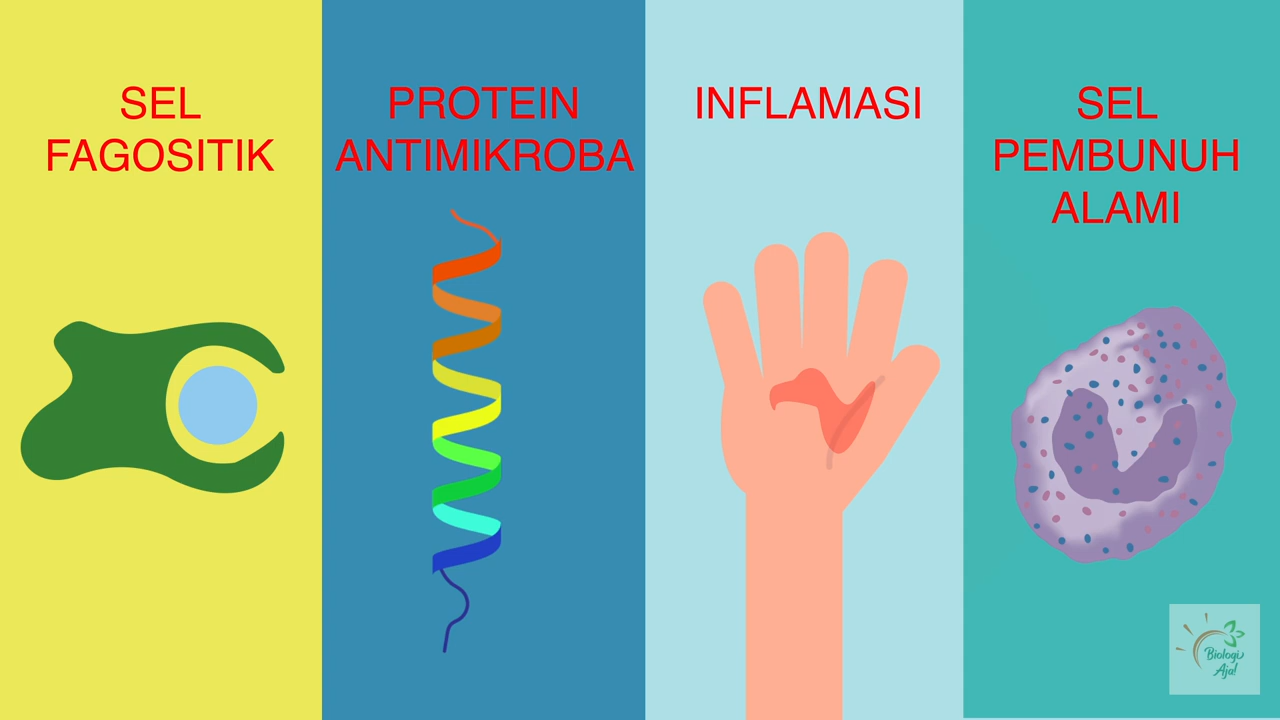 SEL
FAGOSITIK
PROTEIN
ANTIMIKROBA
INFLAMASI
SEL
PEMBUNUH
ALAMI
Biologi
Aja!